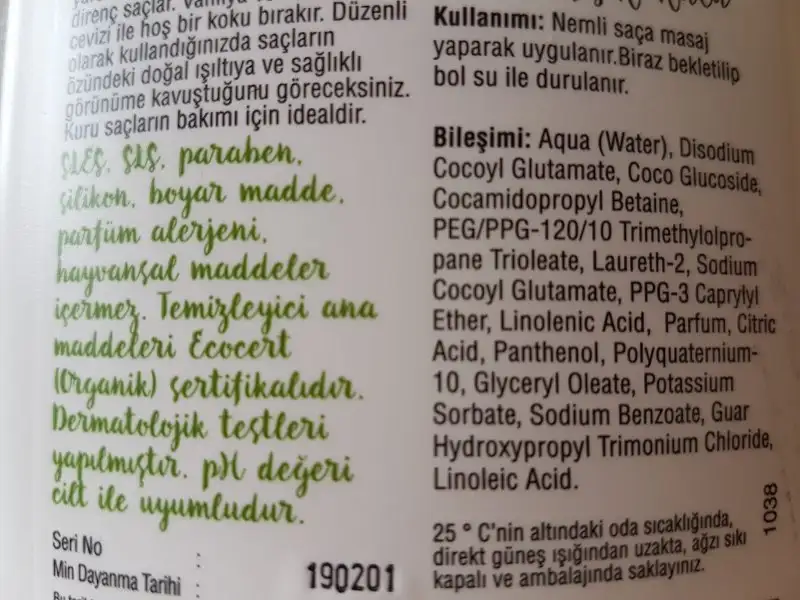 direnç saçlar. Vanilya
cevizi ile hoş bir koku bırakır. Düzenli
olarak kullandığınızda saçların
özündeki doğal ışıltıya ve sağlıklı
görünüme kavuştuğunu göreceksiniz.
Kuru saçların bakımı için idealdir.
SLES, SLS, paraben,
silikon, boyar madde,
parfüm alerjeni,
hayvansal maddeler
içermez. Temizleyici ana
maddeleri Ecocert
(Organik) sertifikalıdır.
Dermatolojik testleri
yapılmıştır. pH değeri
cilt ile uyumludur.
Seri No :
Min Dayanma Tarihi :
190201
Kullanımı: Nemli saça masaj
yaparak uygulanır.Biraz bekletilip
bol su ile durulanır.
Bileşimi: Aqua (Water), Disodium
Cocoyl Glutamate, Coco Glucoside,
Cocamidopropyl Betaine,
PEG/PPG-120/10 Trimethylolpro-
pane Trioleate, Laureth-2, Sodium
Cocoyl Glutamate, PPG-3 Caprylyl
Ether, Linolenic Acid, Parfum, Citric
Acid, Panthenol, Polyquaternium-
10, Glyceryl Oleate, Potassium
Sorbate, Sodium Benzoate, Guar
Hydroxypropyl Trimonium Chloride,
Linoleic Acid.
25 ° C'nin altındaki oda sıcaklığında,
direkt güneş ışığından uzakta, ağzı sıkı
kapalı ve ambalajında saklayınız.
1038